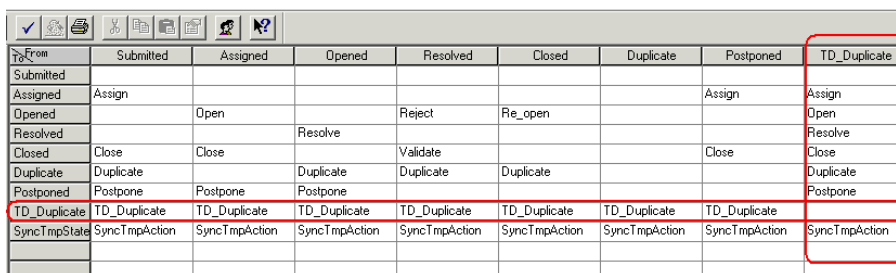 From To Submitted Assigned Opened Resolved Closed Duplicate Postponed TD_Duplicate
Submitted
Assigned Assign Assign Assign
Opened Open Reject Re_open Open
Resolved Resolve Resolve
Closed Close Close Validate Close Close
Duplicate Duplicate Duplicate Duplicate Duplicate Duplicate
Postponed Postpone Postpone Postpone Postpone
TD_Duplicate TD_Duplicate TD_Duplicate TD_Duplicate TD_Duplicate TD_Duplicate TD_Duplicate TD_Duplicate
SyncTmpState SyncTmpAction SyncTmpAction SyncTmpAction SyncTmpAction SyncTmpAction SyncTmpAction SyncTmpAction SyncTmpAction